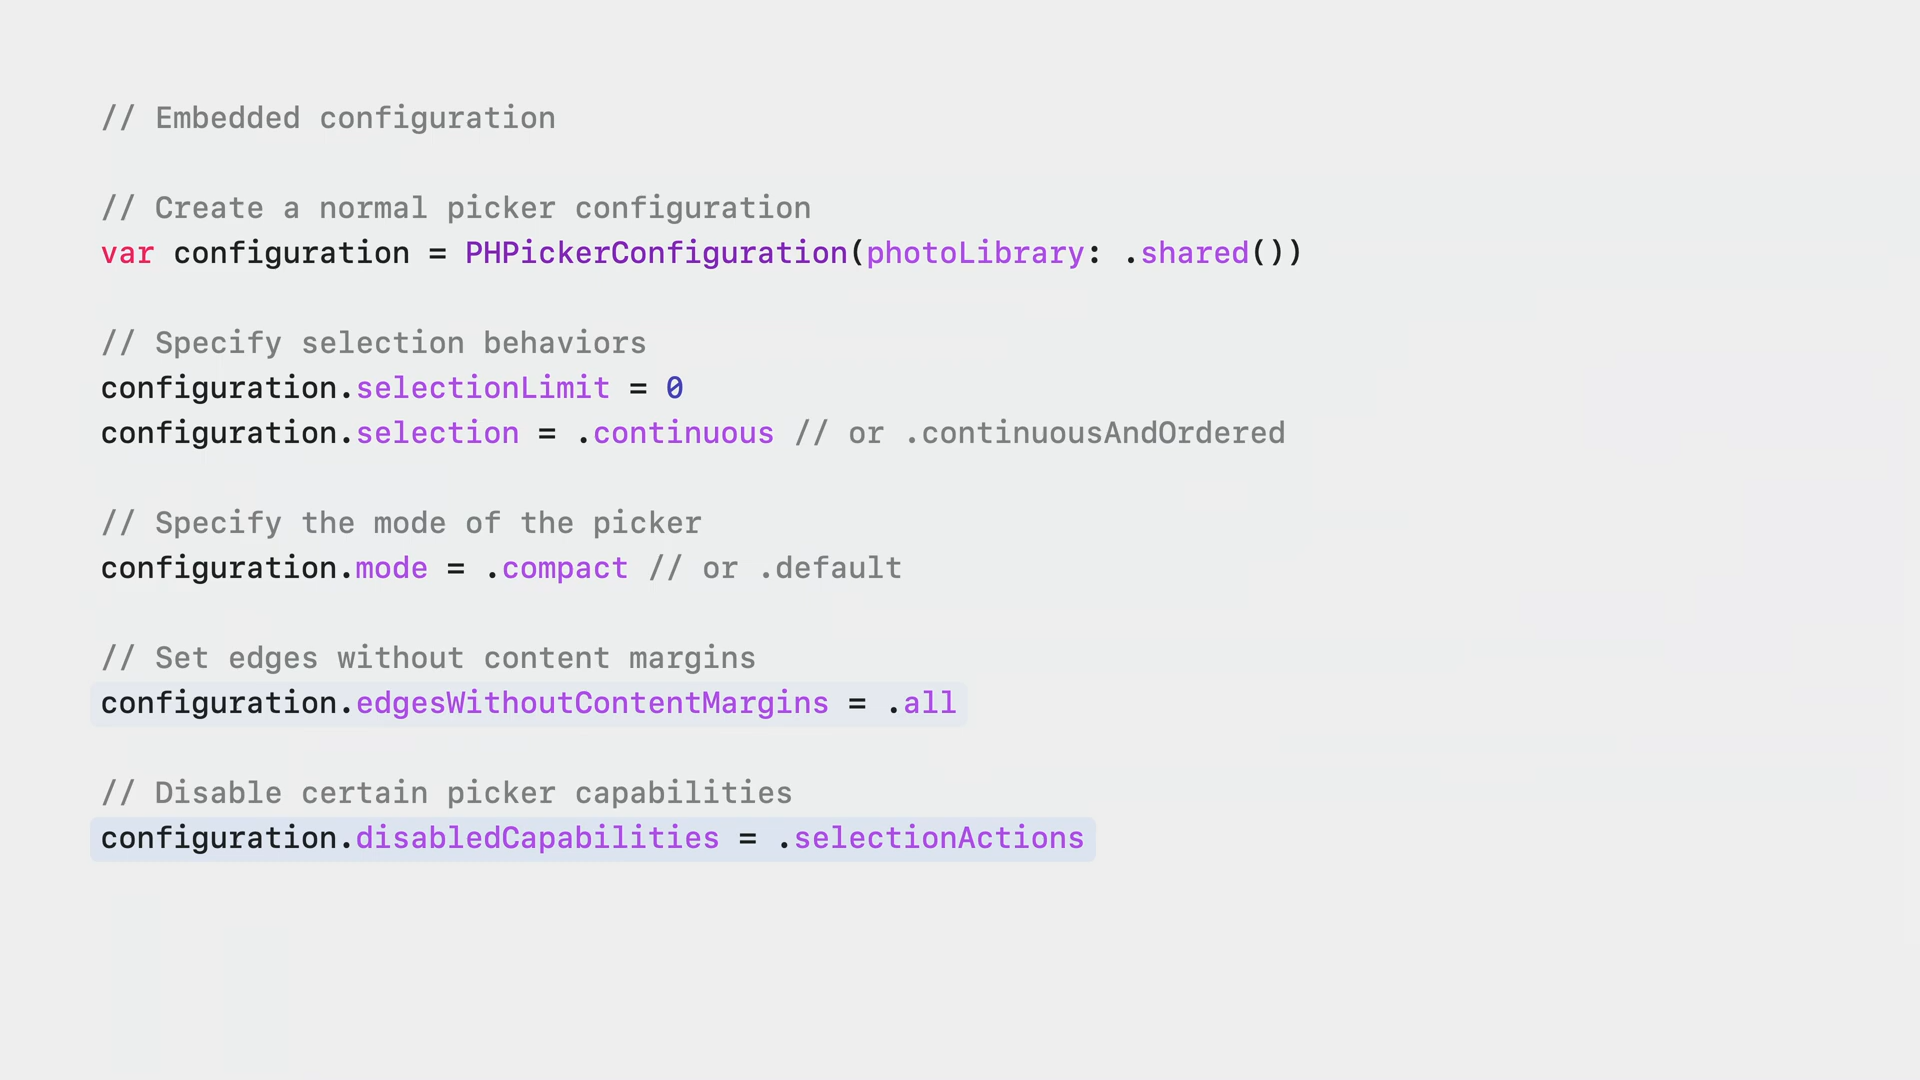 // Embedded configuration
// Create a normal picker configuration
var configuration = PHPickerConfiguration(photoLibrary: .shared())
// Specify selection behaviors
configuration.selectionLimit = 0
configuration.selection = .continuous // or .continuousAndOrdered
// Specify the mode of the picker
configuration.mode = .compact // or .default
// Set edges without content margins
configuration.edgesWithoutContentMargins = .all
// Disable certain picker capabilities
configuration.disabledCapabilities = .selectionActions